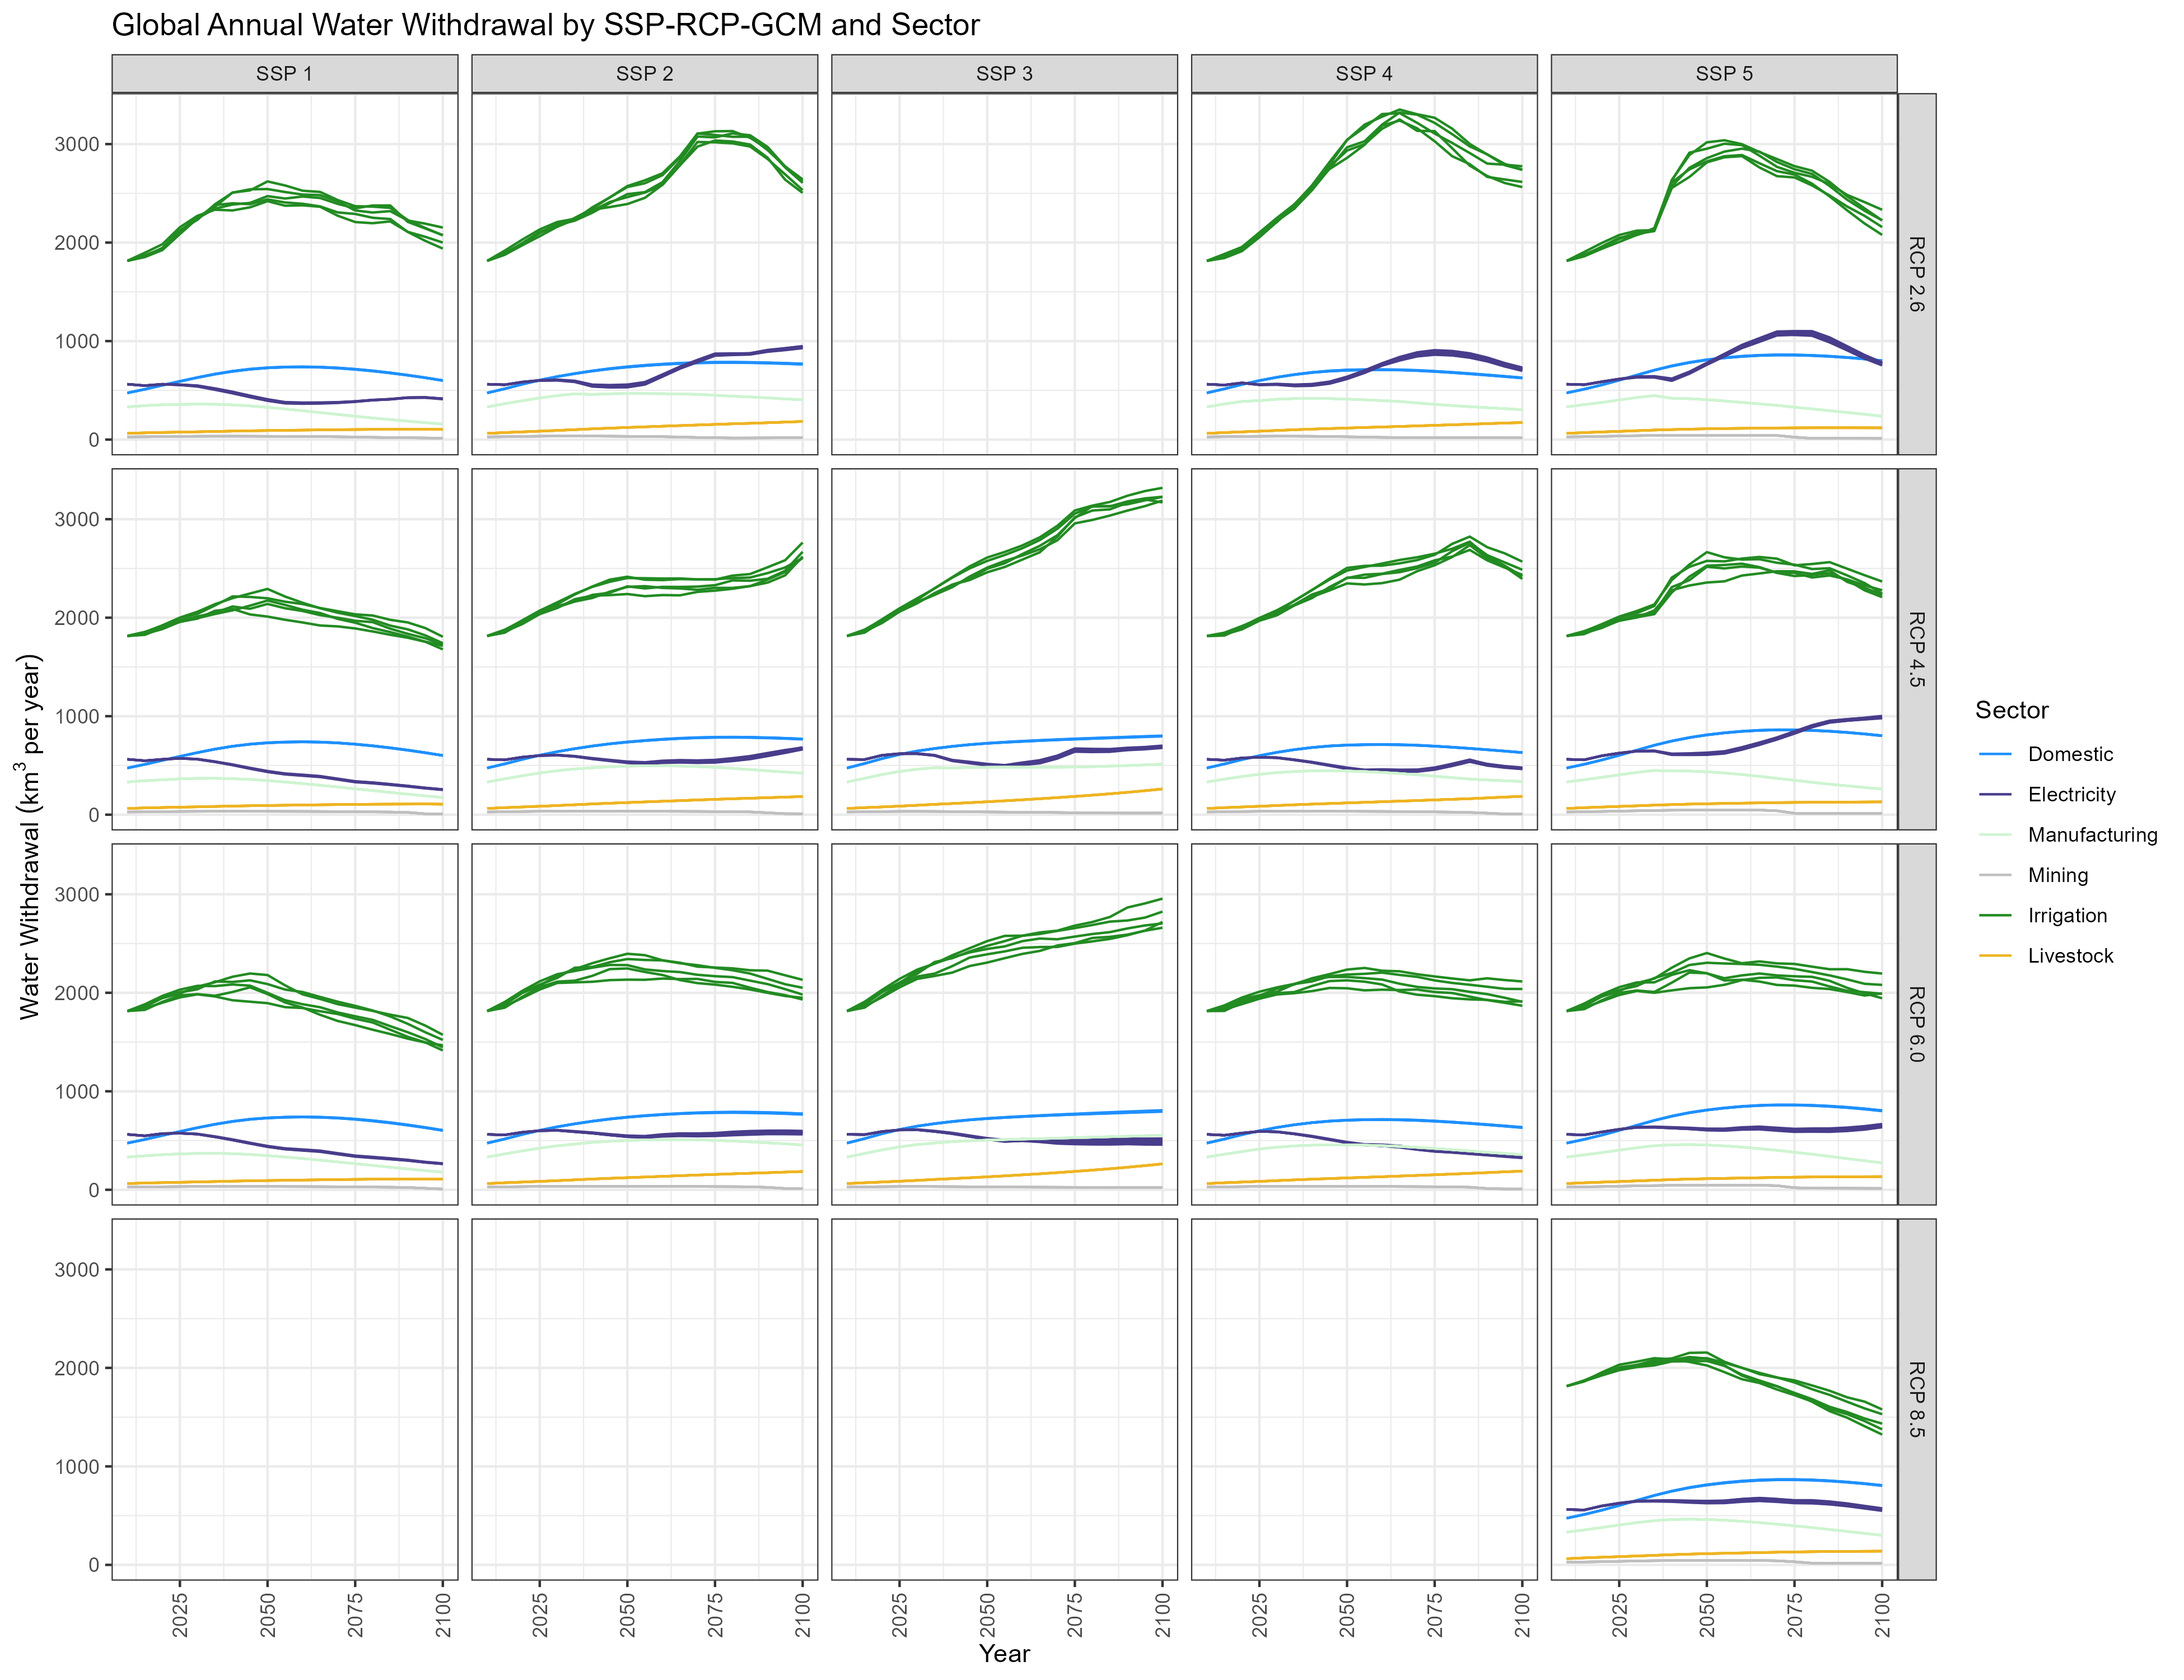 Global Annual Water Withdrawal by SSP-RCP-GCM and Sector
SSP 1
SSP 2
SSP 3
SSP 4
SSP 5
3000
2000
1000
0
RCP 2.6
3000
2000
1000
0
RCP 4.5
3000
2000
1000
0
RCP 6.0
3000
2000
1000
0
RCP 8.5
Water Withdrawal (km³ per year)
2025
2050
2075
2100
2025
2050
2075
2100
2025
2050
2075
2100
2025
2050
2075
2100
2025
2050
2075
2100
Year
Sector
Domestic
Electricity
Manufacturing
Mining
Irrigation
Livestock